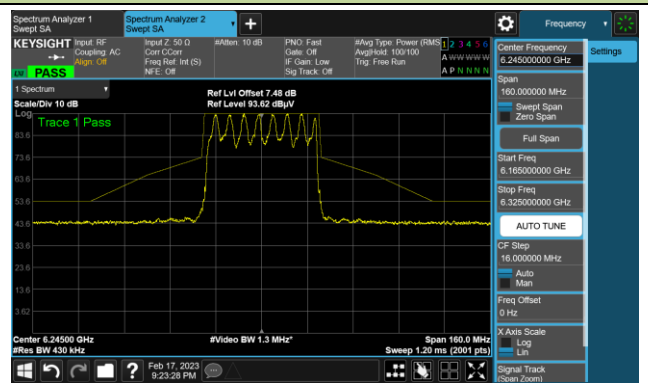 Spectrum Analyzer 1
Swept SA
Spectrum Analyzer 2
Swept SA
Frequency
KEYSIGHT
Input: RF
Coupling: AC
Align: Off
Input Z: 50 Ω
Corr CCorr
Freq Ref: Int (S)
NFE: Off
#Atten: 10 dB
PNO: Fast
Gate: Off
IF Gain: Low
Sig Track: Off
#Avg Type: Power (RMS
Avg|Hold: 100/100
Trig: Free Run
1 2 3 4 5 6
A W W W W W
A P N N N N
PASS
1 Spectrum
Scale/Div 10 dB
Ref Lvl Offset 7.48 dB
Ref Level 93.62 dBµV
Log
Trace 1 Pass
83.6
73.6
63.6
53.6
43.6
33.6
23.6
13.6
3.62
Center 6.24500 GHz
#Res BW 430 kHz
#Video BW 1.3 MHz*
Span 160.0 MHz
Sweep 1.20 ms (2001 pts)
Feb 17, 2023
9:23:28 PM
Center Frequency
6.245000000 GHz
Settings
Span
160.000000 MHz
Swept Span
Zero Span
Full Span
Start Freq
6.165000000 GHz
Stop Freq
6.325000000 GHz
AUTO TUNE
CF Step
16.000000 MHz
Auto
Man
Freq Offset
0 Hz
X Axis Scale
Log
Lin
Signal Track
(Span Zoom)